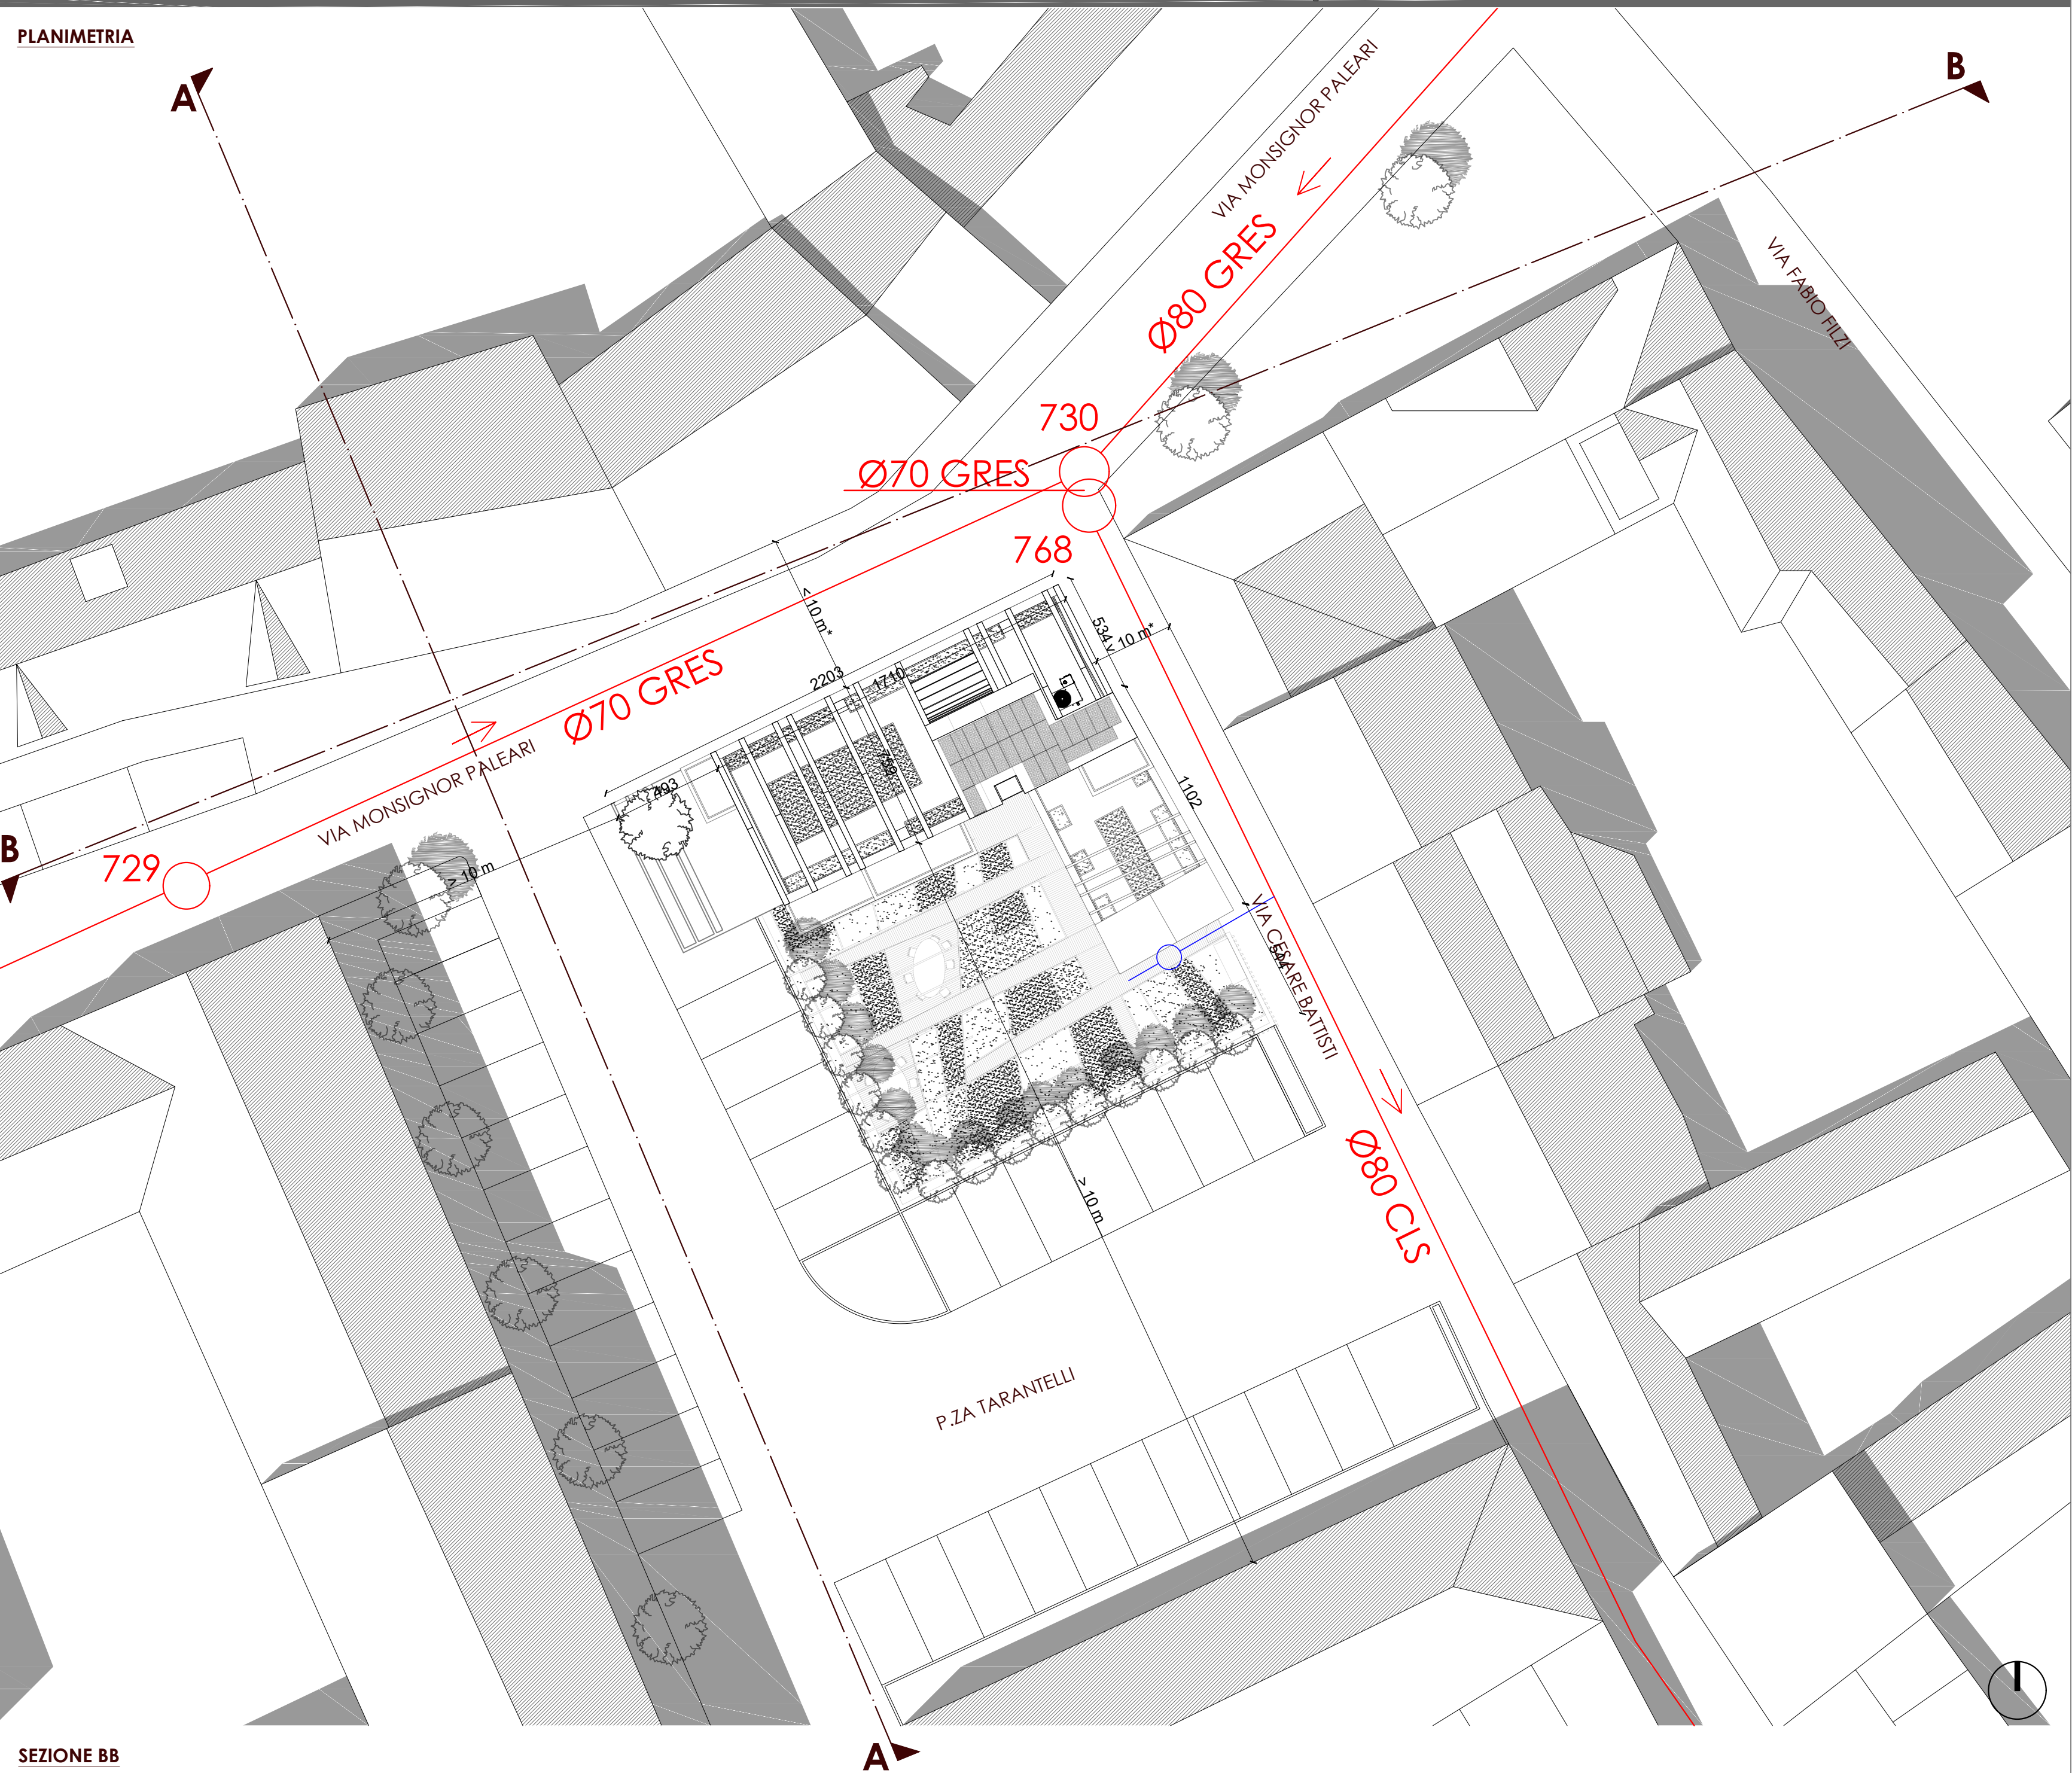 PLANIMETRIA
A
B
VIA MONSIGNOR PALEARI
Ø80 GRES
VIA FABIO FILZI
730
Ø70 GRES
768
< 10 m*
534
< 10 m*
2203
1710
Ø70 GRES
VIA MONSIGNOR PALEARI
493
1102
B
729
> 10 m
VIA CESARE BATTISTI
Ø80 CLS
> 10 m
P.ZA TARANTELLI
SEZIONE BB
A